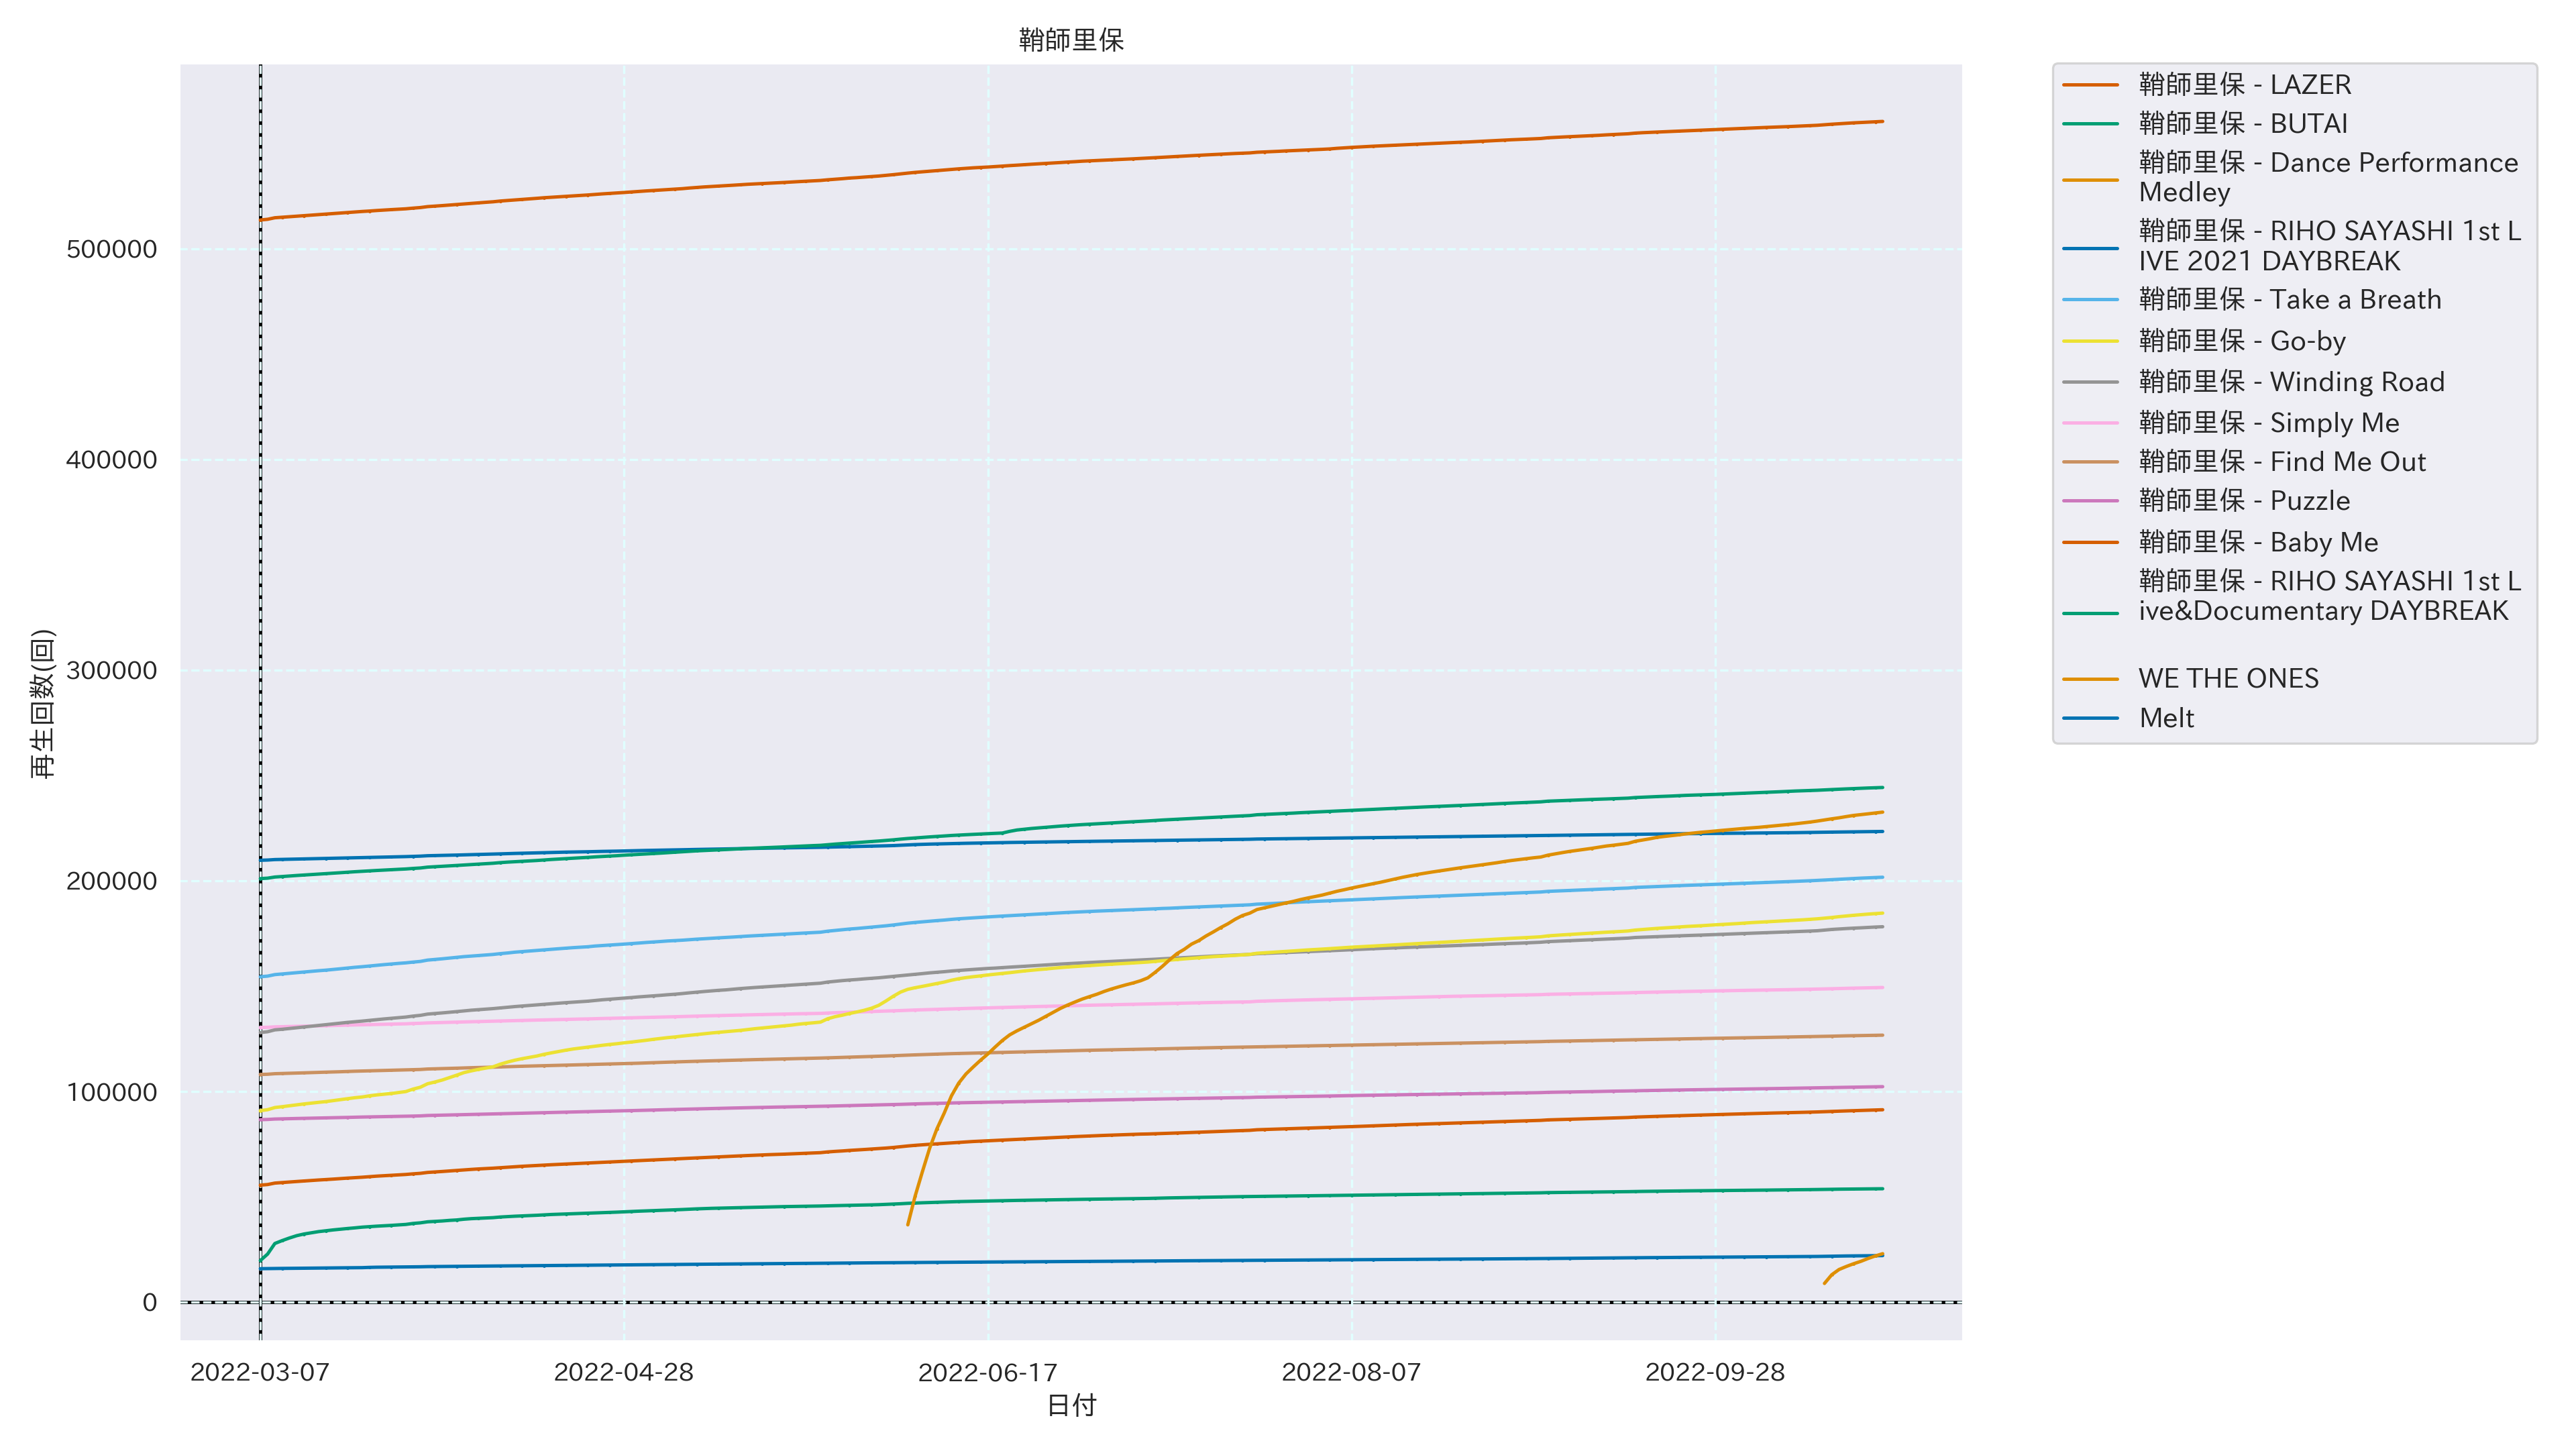 鞘師里保
再生回数(回)
500000
400000
300000
200000
100000
0
2022-03-07
2022-04-28
2022-06-17
2022-08-07
2022-09-28
日付
鞘師里保 - LAZER
鞘師里保 - BUTAI
鞘師里保 - Dance Performance
Medley
鞘師里保 - RIHO SAYASHI 1st L
IVE 2021 DAYBREAK
鞘師里保 - Take a Breath
鞘師里保 - Go-by
鞘師里保 - Winding Road
鞘師里保 - Simply Me
鞘師里保 - Find Me Out
鞘師里保 - Puzzle
鞘師里保 - Baby Me
鞘師里保 - RIHO SAYASHI 1st L
ive&Documentary DAYBREAK
WE THE ONES
Melt